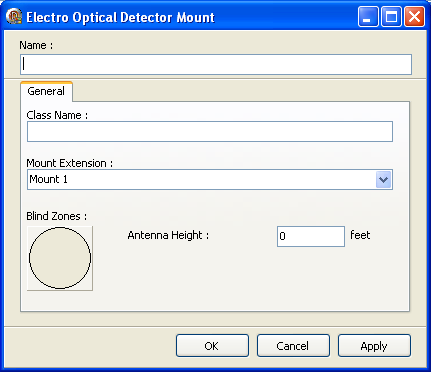 Electro Optical Detector Mount
Name :
General
Class Name :
Mount Extension :
Mount 1
Blind Zones :
Antenna Height : 0 feet
OK Cancel Apply